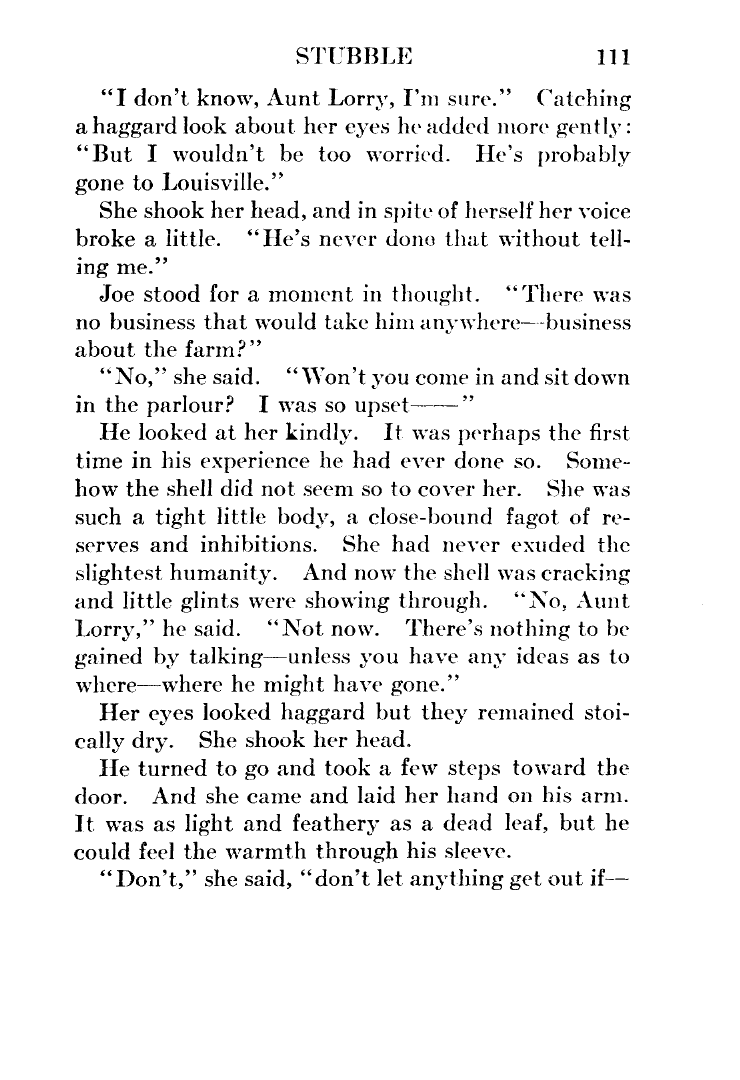 STUBBLE 111
“I don’t know, Aunt Lorry, I’m sure.” Catching
a haggard look about her eyes he added more gently:
“But I wouldn’t be too worried. He’s probably
gone to Louisville.”
She shook her head, and in spite of herself her voice
broke a little. “He’s never done that without tell-
ing me.”
Joe stood for a moment in thought. “There was
no business that would take him anywhere—business
about the farm?”
“No,” she said. “Won’t you come in and sit down
in the parlour? I was so upset——”
He looked at her kindly. It was perhaps the first
time in his experience he had ever done so. Some-
how the shell did not seem so to cover her. She was
such a tight little body, a close-bound fagot of re-
serves and inhibitions. She had never exuded the
slightest humanity. And now the shell was cracking
and little glints were showing through. “No, Aunt
Lorry,” he said. “Not now. There’s nothing to be
gained by talking—unless you have any ideas as to
where—where he might have gone.”
Her eyes looked haggard but they remained stoi-
cally dry. She shook her head.
He turned to go and took a few steps toward the
door. And she came and laid her hand on his arm.
It was as light and feathery as a dead leaf, but he
could feel the warmth through his sleeve.
“Don’t,” she said, “don’t let anything get out if—